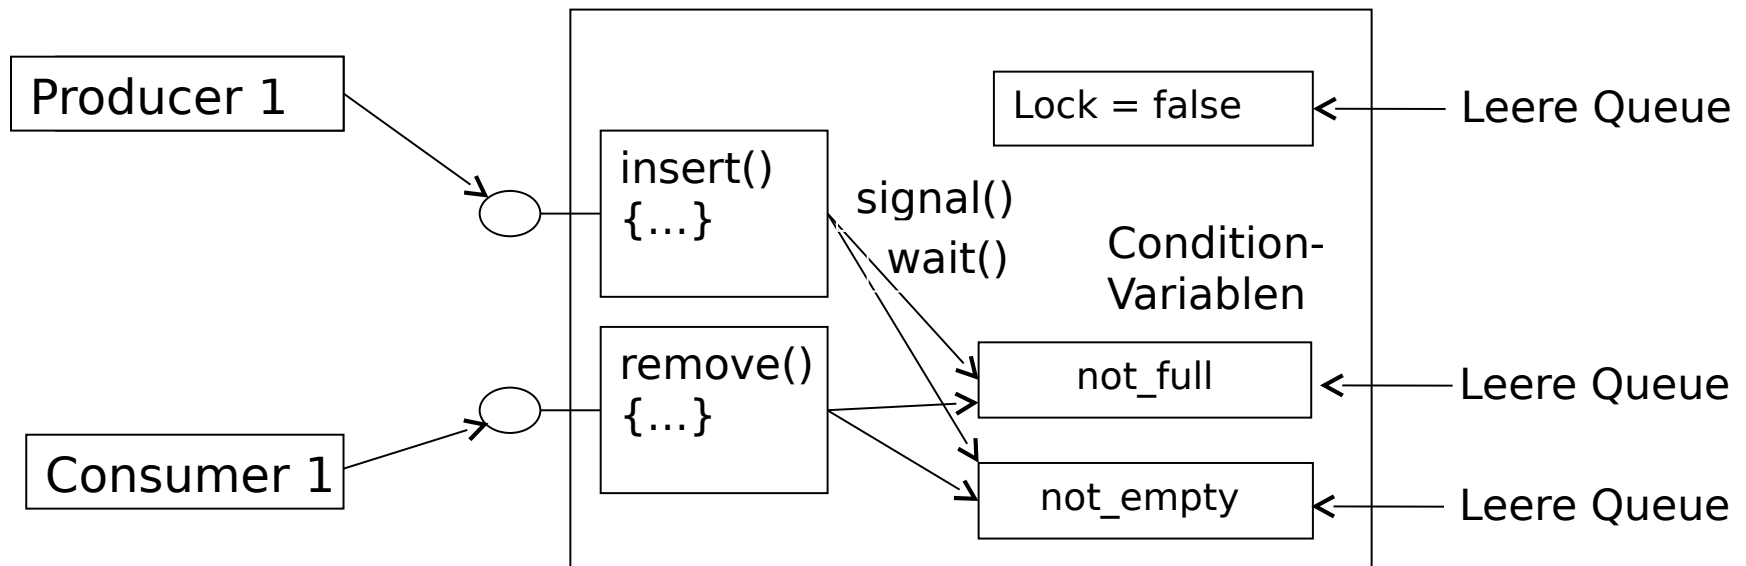 Producer 1
Lock = false
Leere Queue
insert()
{...}
signal()
wait()
Condition-
Variablen
remove()
{...}
not_full
Leere Queue
Consumer 1
not_empty
Leere Queue